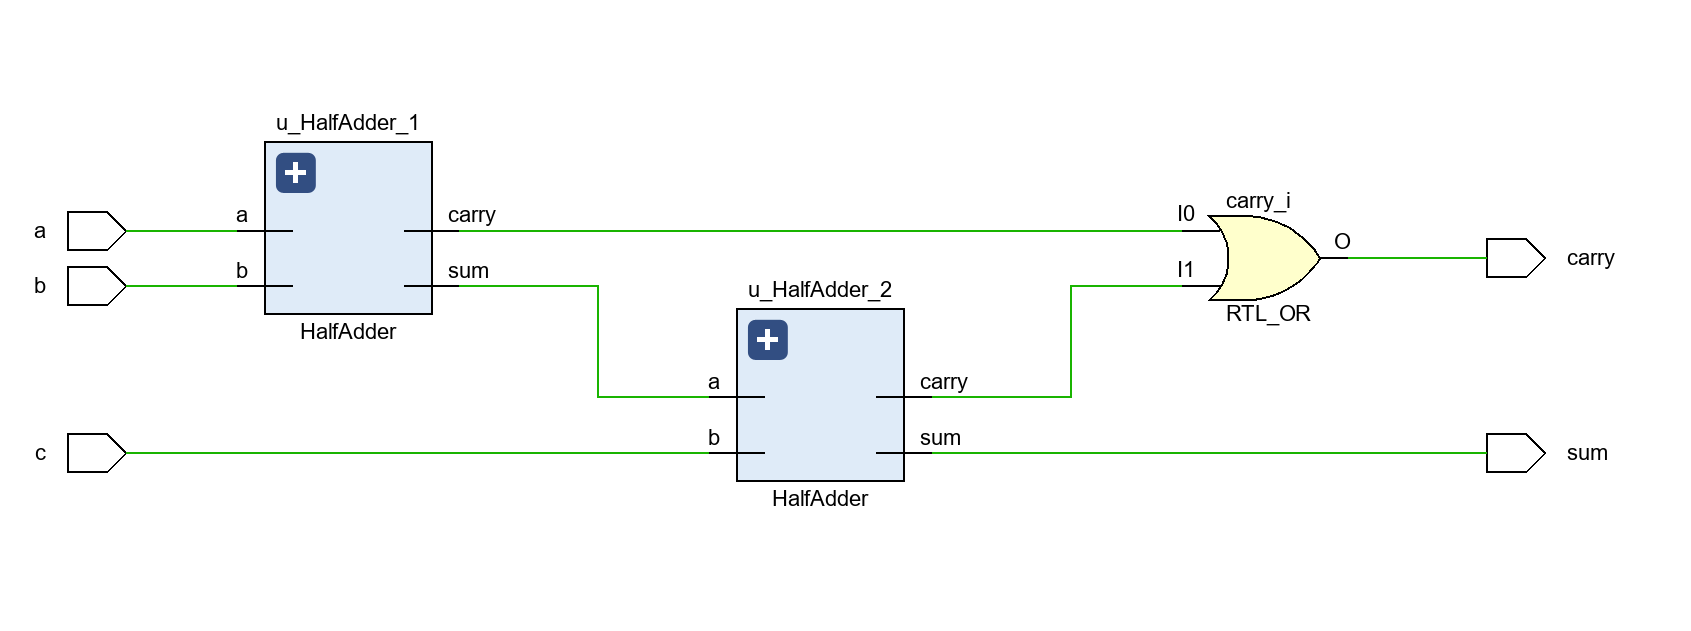 u_HalfAdder_1
a
a
carry
b
b
sum
HalfAdder
u_HalfAdder_2
a
carry
c
b
sum
HalfAdder
carry_i
I0
O
I1
RTL_OR
carry
sum